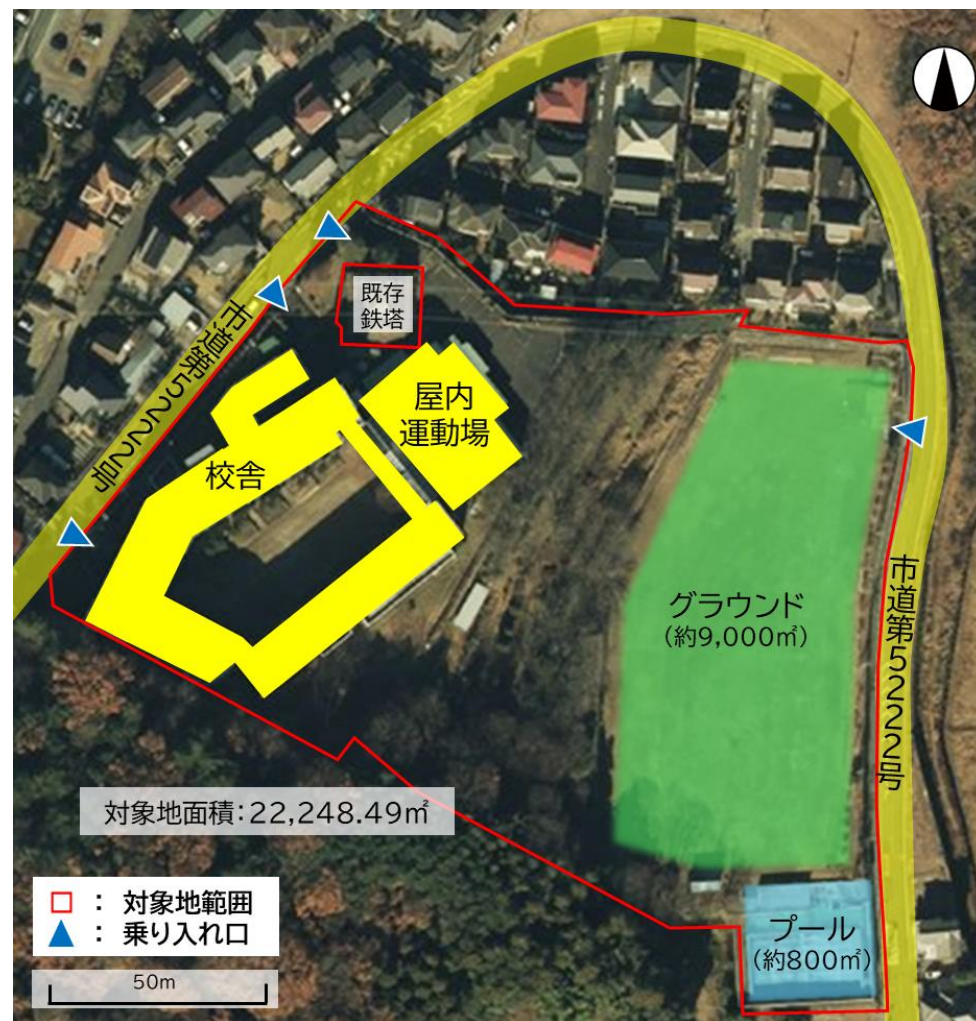 既存
鉄塔
屋内
運動場
校舎
市道第5222号
グラウンド
(約9,000㎡)
市道第5222号
対象地面積：22,248.49㎡
：対象地範囲
：乗り入れ口
50m
プール
(約800㎡)